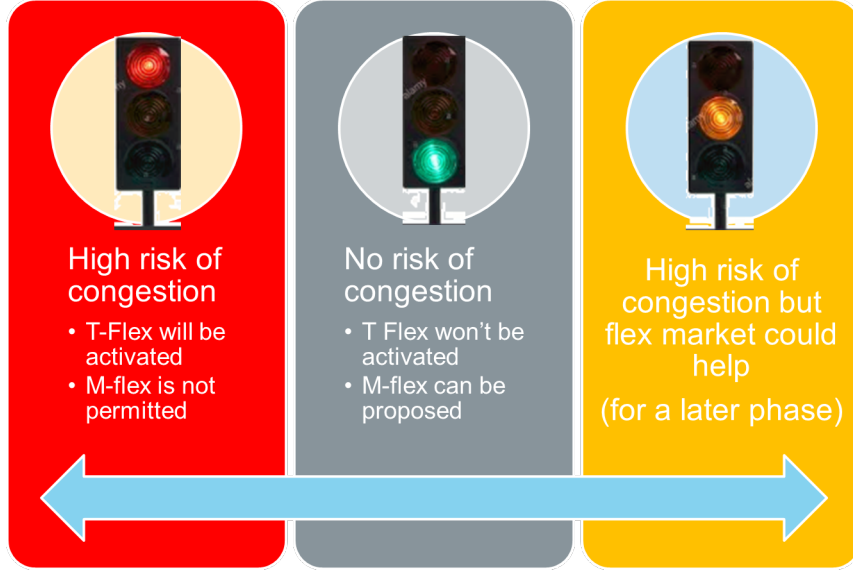 High risk of
congestion
• T-Flex will be
activated
• M-flex is not
permitted
No risk of
congestion
• T Flex won't be
activated
• M-flex can be
proposed
High risk of
congestion but
flex market could
help
(for a later phase)